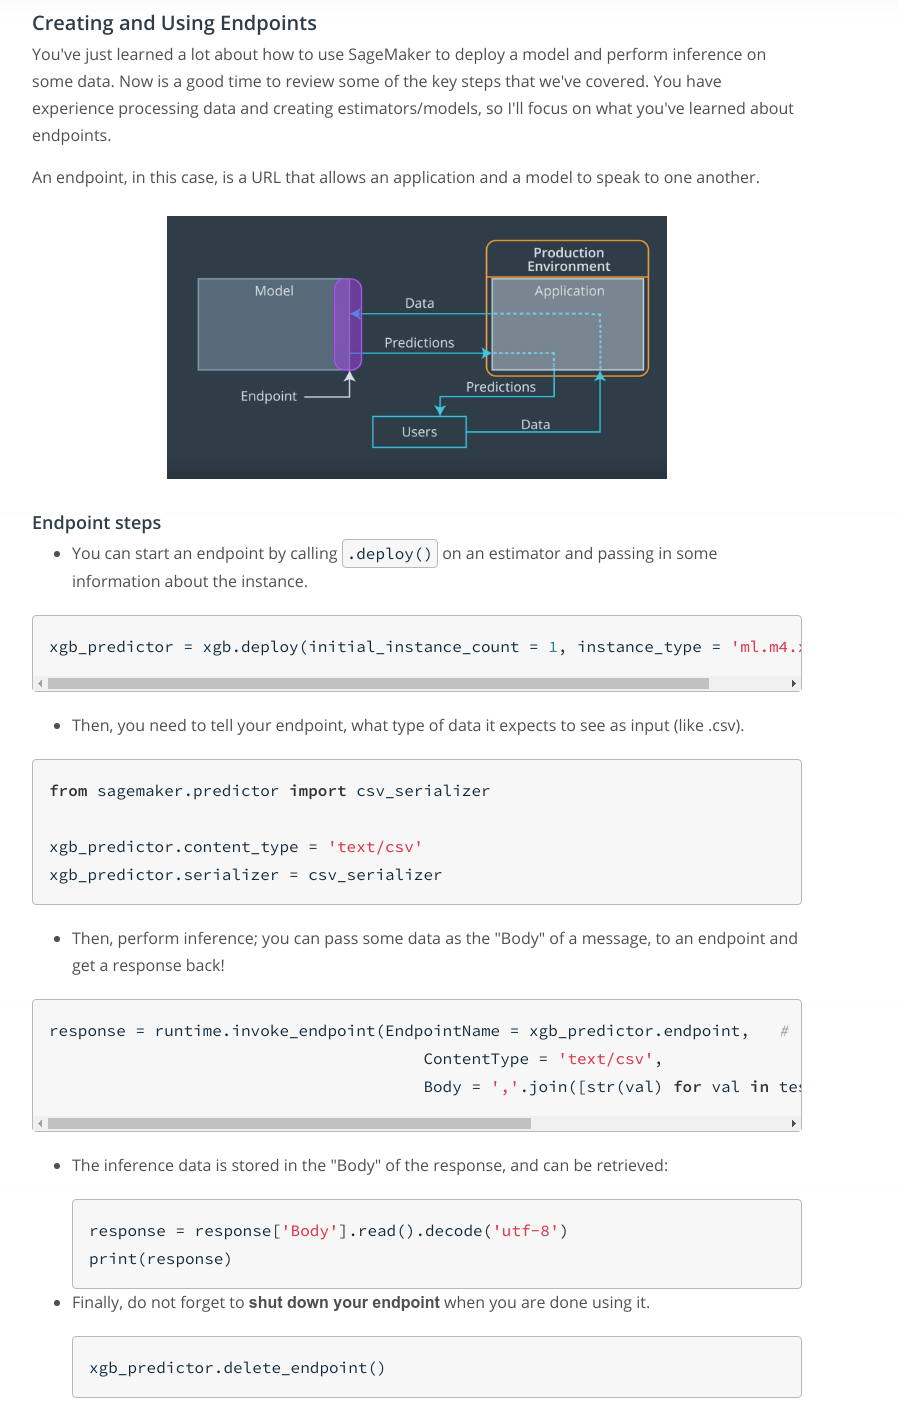 Creating and Using Endpoints
You've just learned a lot about how to use SageMaker to deploy a model and perform inference on
some data. Now is a good time to review some of the key steps that we've covered. You have
experience processing data and creating estimators/models, so I'll focus on what you've learned about
endpoints.
An endpoint, in this case, is a URL that allows an application and a model to speak to one another.
Production
Environment
Model
Application
Data
Predictions
Predictions
Endpoint
Data
Users
Endpoint steps
• You can start an endpoint by calling .deploy() on an estimator and passing in some
information about the instance.
xgb_predictor = xgb.deploy(initial_instance_count = 1, instance_type = 'ml.m4.
• Then, you need to tell your endpoint, what type of data it expects to see as input (like .csv).
from sagemaker.predictor import csv_serializer
xgb_predictor.content_type = 'text/csv'
xgb_predictor.serializer = csv_serializer
• Then, perform inference; you can pass some data as the "Body" of a message, to an endpoint and
get a response back!
response = runtime.invoke_endpoint(EndpointName = xgb_predictor.endpoint,   #
ContentType = 'text/csv',
Body = ','.join([str(val) for val in
• The inference data is stored in the "Body" of the response, and can be retrieved:
response = response['Body'].read().decode('utf-8')
print(response)
• Finally, do not forget to shut down your endpoint when you are done using it.
xgb_predictor.delete_endpoint()